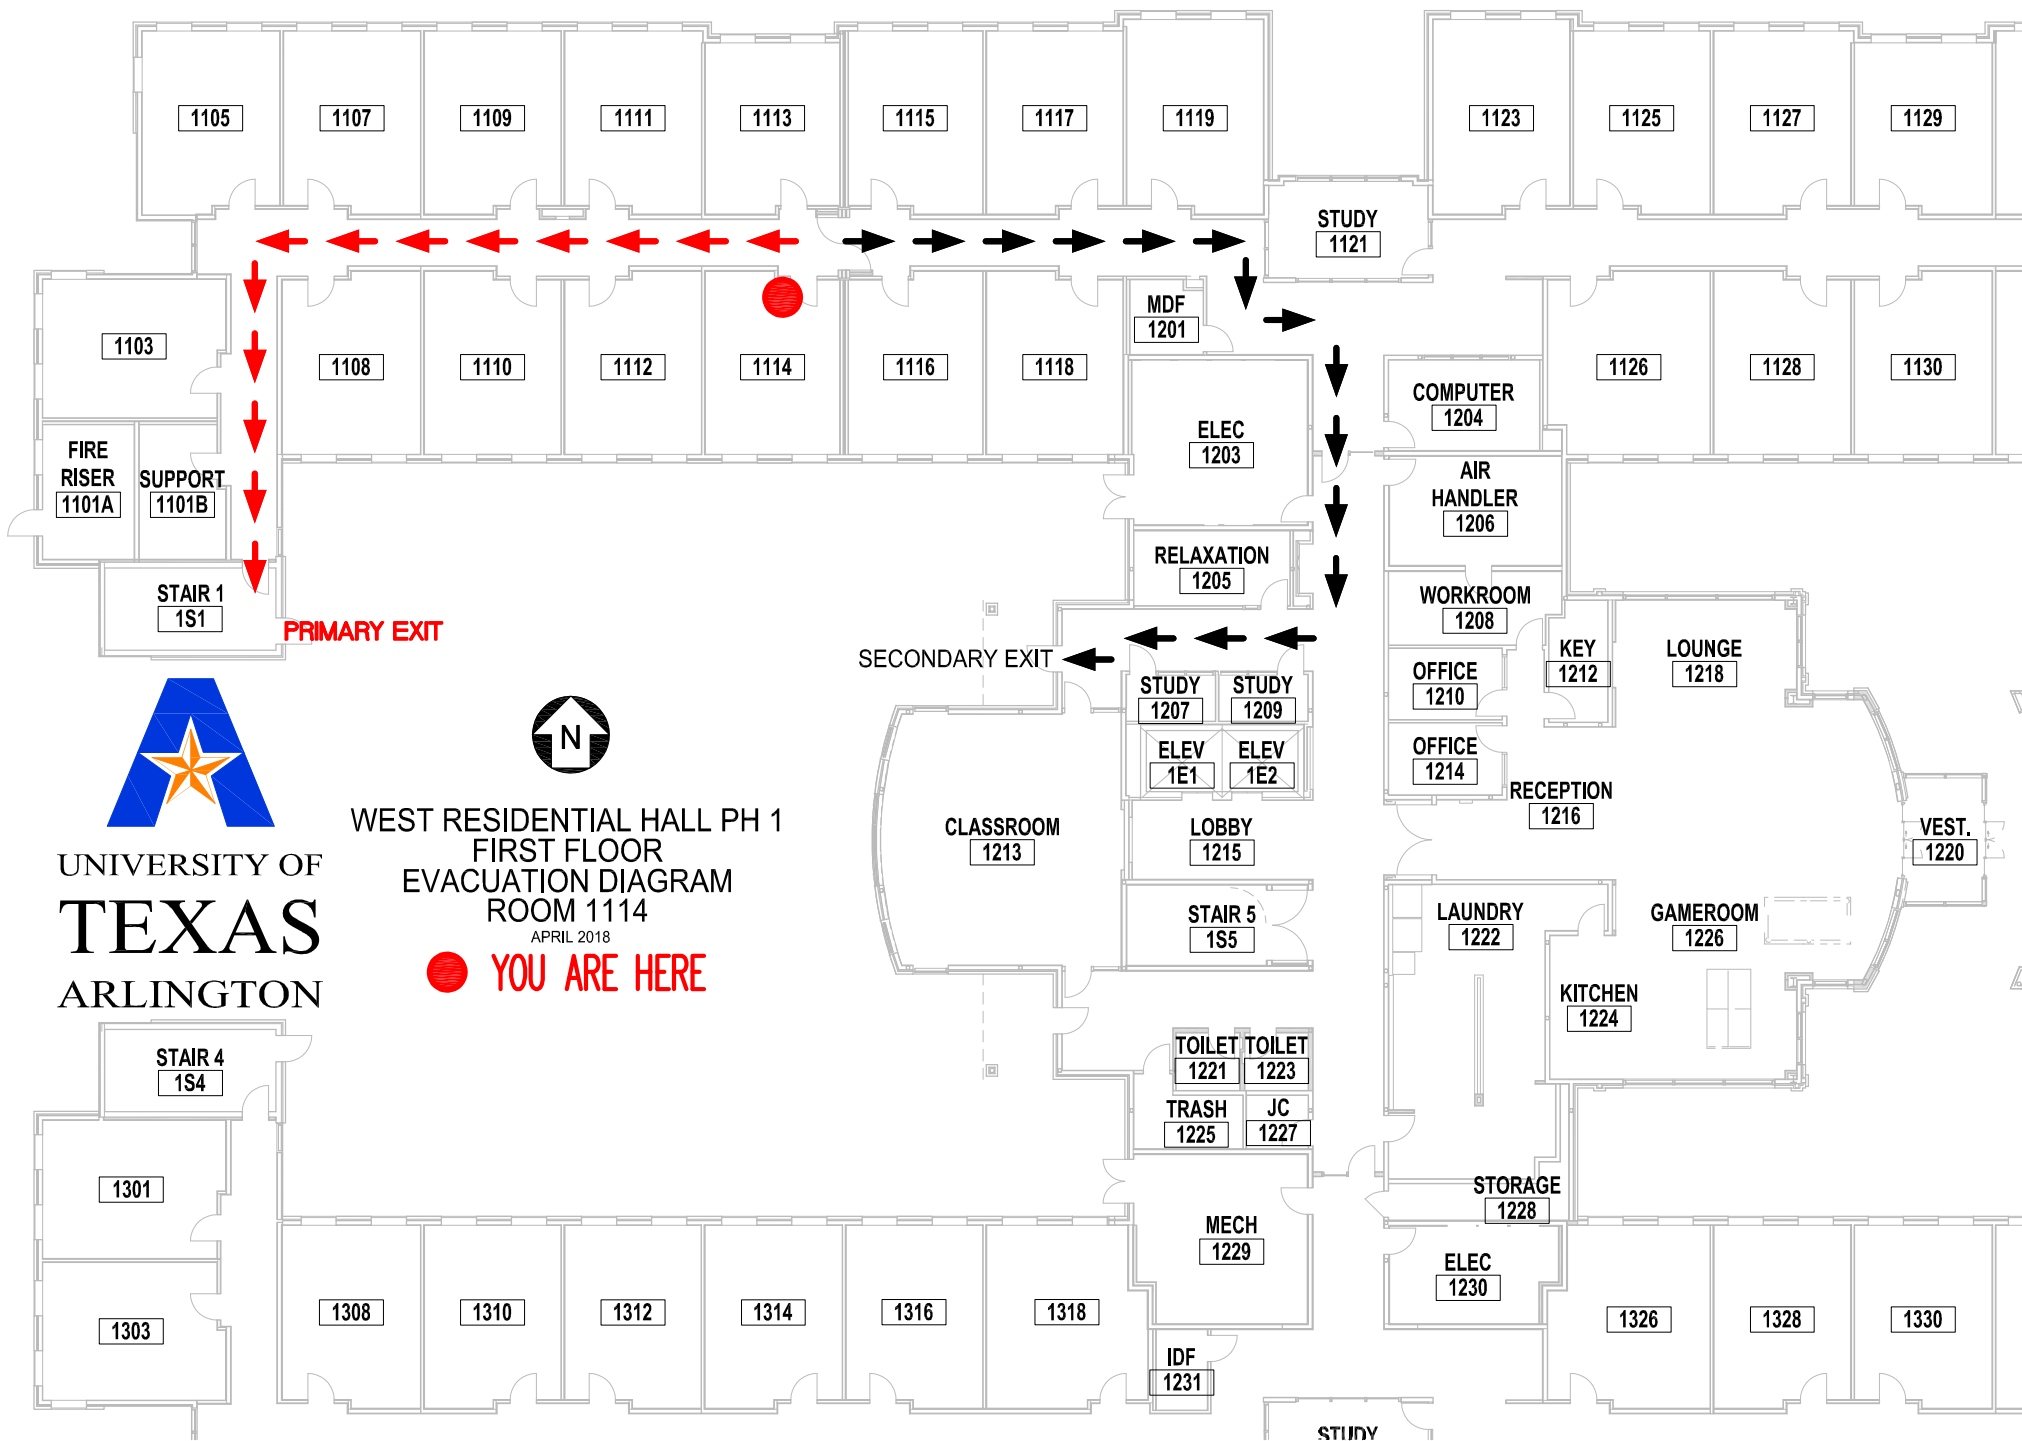 1105
1107
1109
1111
1113
1115
1117
1119
1123
1125
1127
1129
STUDY
1121
MDF
1201
1103
1108
1110
1112
1114
1116
1118
1126
1128
1130
COMPUTER
1204
ELEC
1203
FIRE
RISER
1101A
SUPPORT
1101B
AIR
HANDLER
1206
RELAXATION
1205
STAIR 1
1S1
PRIMARY EXIT
WORKROOM
1208
SECONDARY EXIT
KEY
1212
LOUNGE
1218
OFFICE
1210
STUDY
1207
STUDY
1209
N
ELEV
1E1
ELEV
1E2
OFFICE
1214
RECEPTION
1216
WEST RESIDENTIAL HALL PH 1
FIRST FLOOR
EVACUATION DIAGRAM
ROOM 1114
APRIL 2018
YOU ARE HERE
UNIVERSITY OF
TEXAS
ARLINGTON
CLASSROOM
1213
LOBBY
1215
VEST.
1220
STAIR 5
1S5
LAUNDRY
1222
GAMEROOM
1226
KITCHEN
1224
STAIR 4
1S4
TOILET
1221
TOILET
1223
TRASH
1225
JC
1227
1301
STORAGE
1228
MECH
1229
ELEC
1230
1303
1308
1310
1312
1314
1316
1318
1326
1328
1330
IDF
1231
STUDY